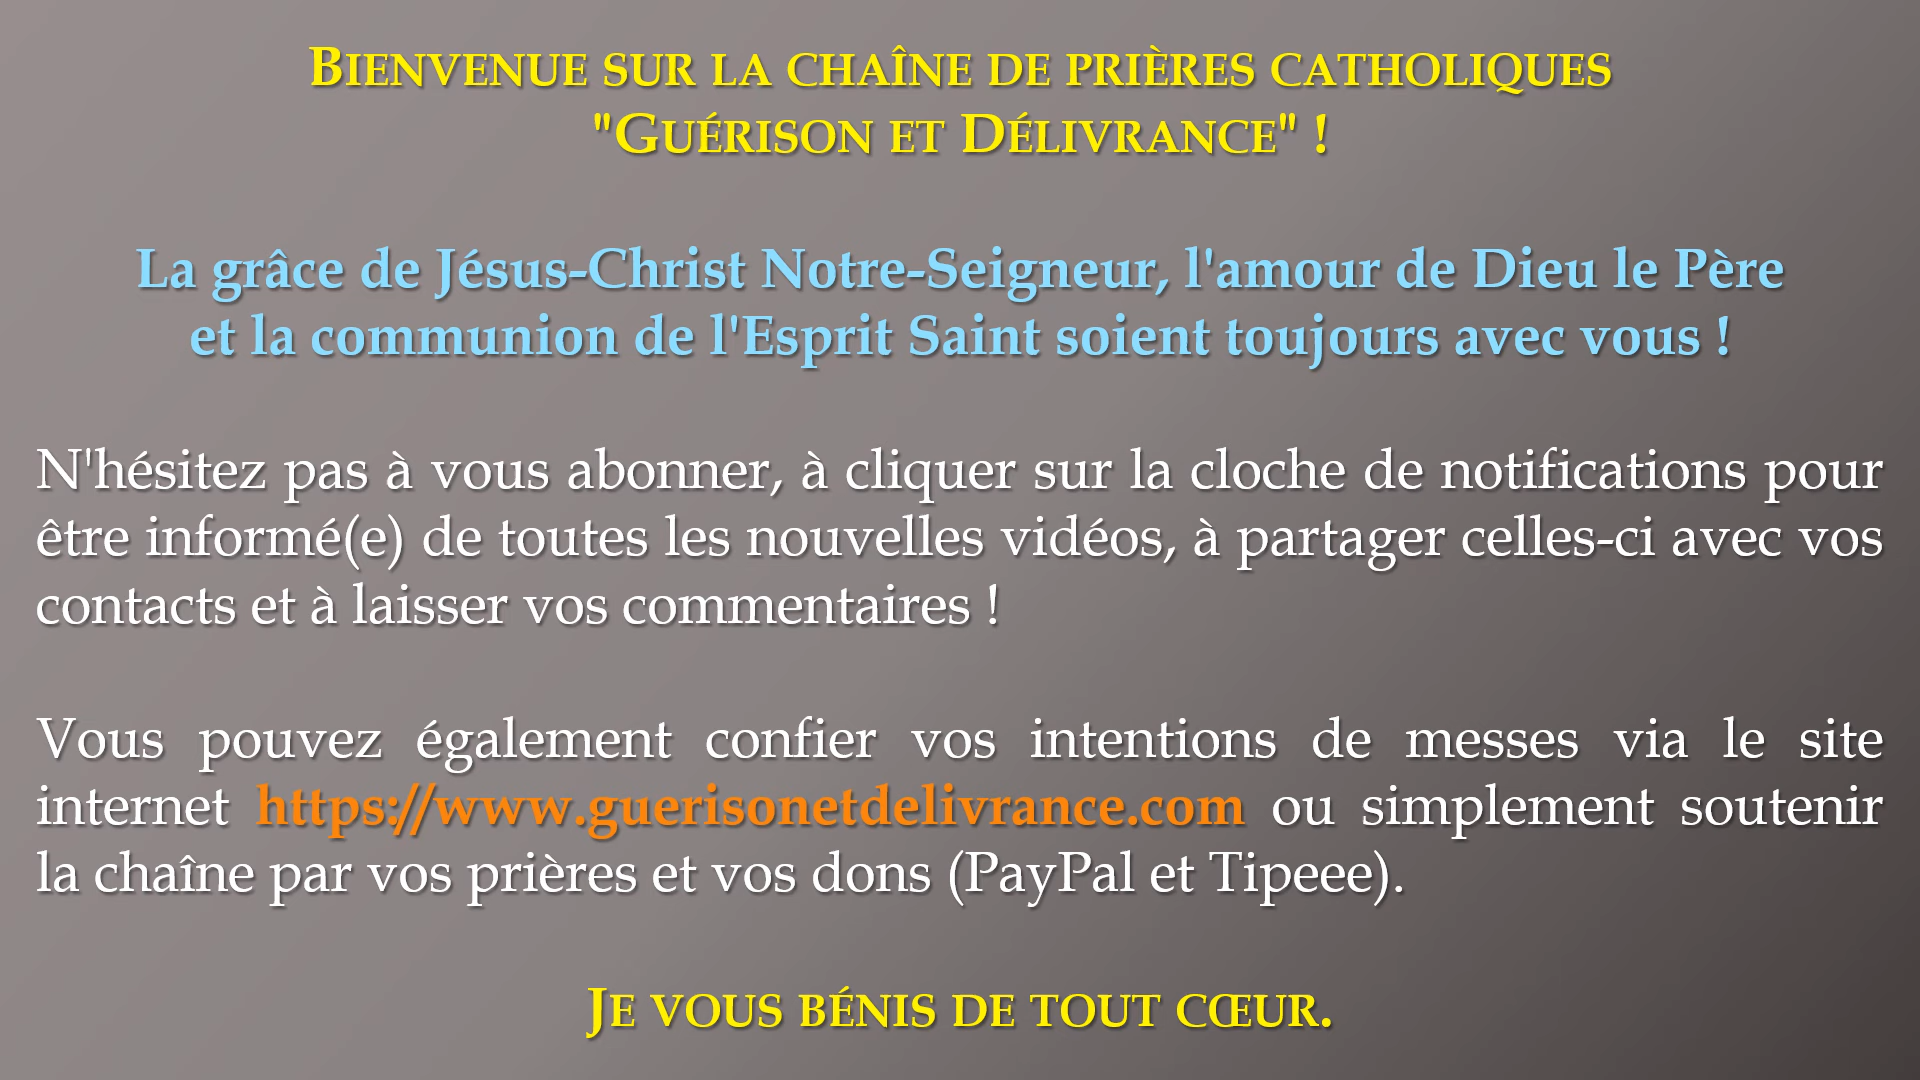 Bienvenue sur la chaîne de prières catholiques
"Guérison et Délivrance" !
La grâce de Jésus-Christ Notre-Seigneur, l'amour de Dieu le Père
et la communion de l'Esprit Saint soient toujours avec vous !
N'hésitez pas à vous abonner, à cliquer sur la cloche de notifications pour
être informé(e) de toutes les nouvelles vidéos, à partager celles-ci avec vos
contacts et à laisser vos commentaires !
Vous pouvez également confier vos intentions de messes via le site
internet https://www.guerisonetdelivrance.com ou simplement soutenir
la chaîne par vos prières et vos dons (PayPal et Tipeee).
Je vous bénis de tout cœur.